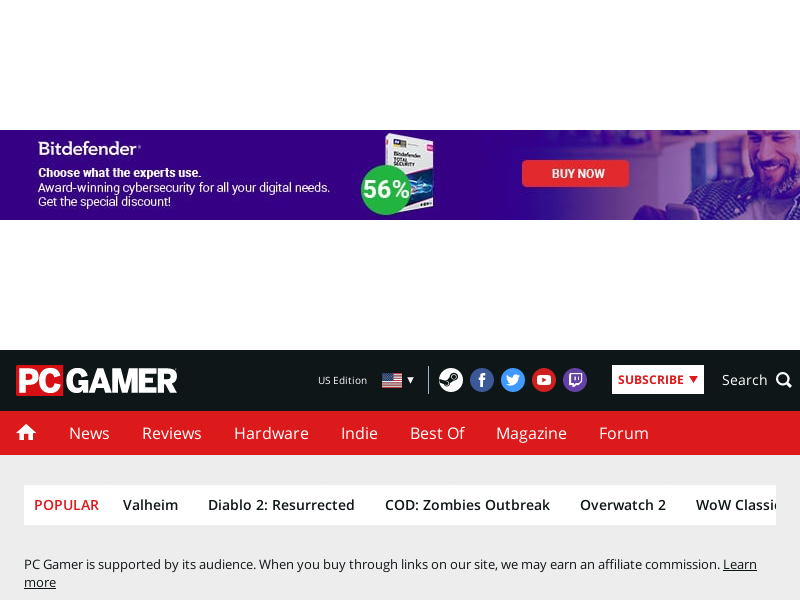 Bitdefender
Choose what the experts use.
Award-winning cybersecurity for all your digital needs.
Get the special discount!
56%
Bitdefender
TOTAL
SECURITY
BUY NOW
PC GAMER
US Edition
SUBSCRIBE
Search
News
Reviews
Hardware
Indie
Best Of
Magazine
Forum
POPULAR
Valheim
Diablo 2: Resurrected
COD: Zombies Outbreak
Overwatch 2
WoW Classic
PC Gamer is supported by its audience. When you buy through links on our site, we may earn an affiliate commission. Learn
more